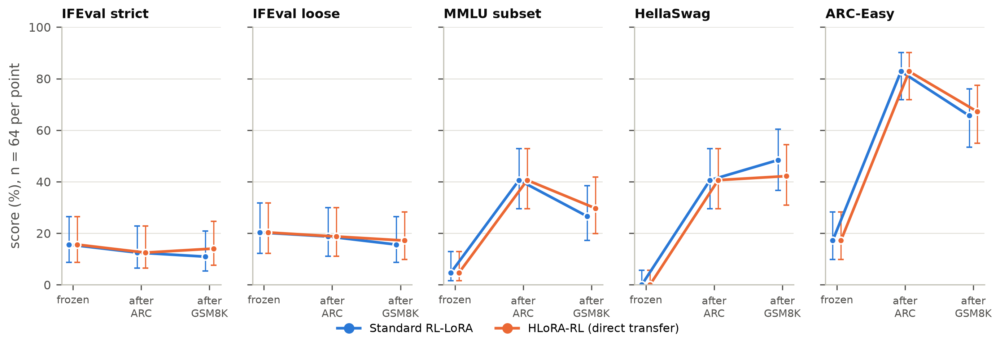 IFEval strict
IFEval loose
MMLU subset
HellaSwag
ARC-Easy
score (%), n = 64 per point
100
80
60
40
20
0
frozen
after
ARC
after
GSM8K
frozen
after
ARC
after
GSM8K
frozen
after
ARC
after
GSM8K
frozen
after
ARC
after
GSM8K
frozen
after
ARC
after
GSM8K
Standard RL-LoRA
HLoRA-RL (direct transfer)